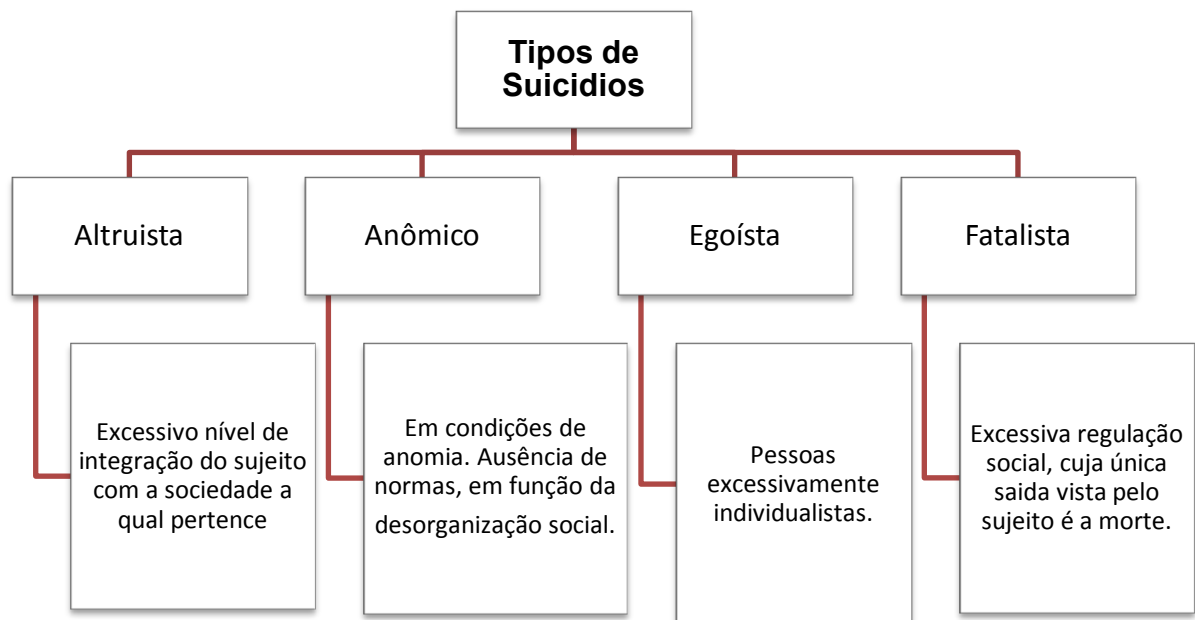 Tipos de
Suicidios
Altruista
Anômico
Egoísta
Fatalista
Excessivo nível de
integração do sujeito
com a sociedade a
qual pertence
Em condições de
anomia. Ausência de
normas, em função da
desorganização social.
Pessoas
excessivamente
individualistas.
Excessiva regulação
social, cuja única
saida vista pelo
sujeito é a morte.